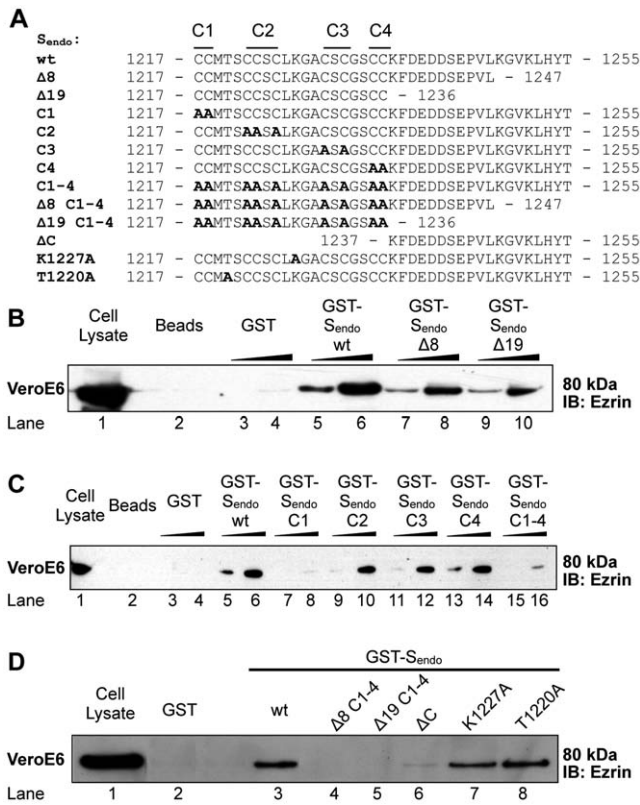 A
C1 C2 C3 C4
Sendo:
wt 1217 - CCMTSCCSCLKGACSCGSCCKFDEDDSEPVLKGVKLHYT - 1255
Δ8 1217 - CCMTSCCSCLKGACSCGSCCKFDEDDSEPVL - 1247
Δ19 1217 - CCMTSCCSCLKGACSCGSCC - 1236
C1 1217 - AAMTSCCSCLKGACSCGSCCKFDEDDSEPVLKGVKLHYT - 1255
C2 1217 - CCMTSAASALKGACSCGSCCKFDEDDSEPVLKGVKLHYT - 1255
C3 1217 - CCMTSCCSCLKGAASAGSCCKFDEDDSEPVLKGVKLHYT - 1255
C4 1217 - CCMTSCCSCLKGACSCGSAAKFDEDDSEPVLKGVKLHYT - 1255
C1-4 1217 - AAMTSAASALKGAASAGSAAKFDEDDSEPVLKGVKLHYT - 1255
Δ8 C1-4 1217 - AAMTSAASALKGAASAGSAAKFDEDDSEPVL - 1247
Δ19 C1-4 1217 - AAMTSAASALKGAASAGSAA - 1236
ΔC 1237 - KFDEDDSEPVLKGVKLHYT - 1255
K1227A 1217 - CCMTSCCSCLAGACSCGSCCKFDEDDSEPVLKGVKLHYT - 1255
T1220A 1217 - CCMASCCSCLKGACSCGSCCKFDEDDSEPVLKGVKLHYT - 1255
B
Cell Lysate Beads GST GST-Sendo wt GST-Sendo Δ8 GST-Sendo Δ19
VeroE6 80 kDa
IB: Ezrin
Lane 1 2 3 4 5 6 7 8 9 10
C
Cell Lysate Beads GST GST-Sendo wt GST-Sendo C1 GST-Sendo C2 GST-Sendo C3 GST-Sendo C4 GST-Sendo C1-4
VeroE6 80 kDa
IB: Ezrin
Lane 1 2 3 4 5 6 7 8 9 10 11 12 13 14 15 16
D
GST-Sendo
Cell Lysate GST wt Δ8 C1-4 Δ19 C1-4 ΔC K1227A T1220A
VeroE6 80 kDa
IB: Ezrin
Lane 1 2 3 4 5 6 7 8